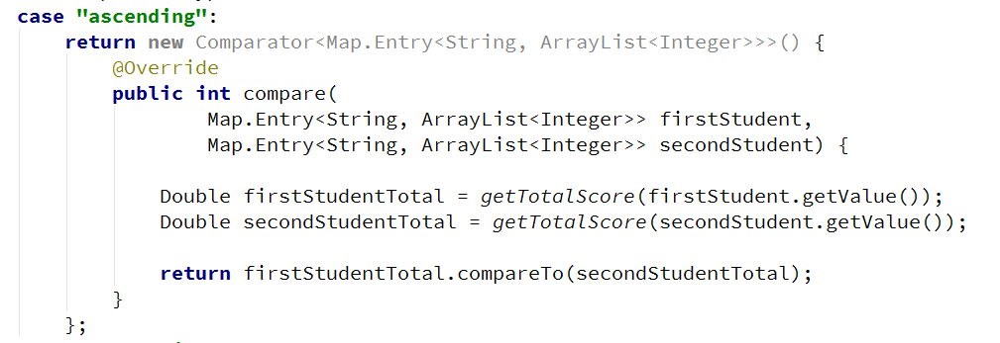 case "ascending":
    return new Comparator<Map.Entry<String, ArrayList<Integer>>>() {
        @Override
        public int compare(
                Map.Entry<String, ArrayList<Integer>> firstStudent,
                Map.Entry<String, ArrayList<Integer>> secondStudent) {

            Double firstStudentTotal = getTotalScore(firstStudent.getValue());
            Double secondStudentTotal = getTotalScore(secondStudent.getValue());

            return firstStudentTotal.compareTo(secondStudentTotal);
        }
    };